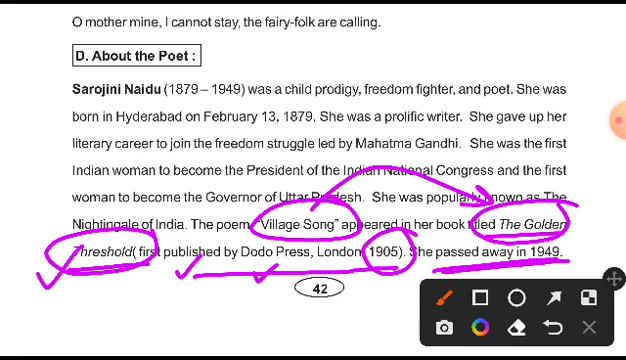 O mother mine, I cannot stay, the fairy-folk are calling.
D. About the Poet :
Sarojini Naidu (1879 – 1949) was a child prodigy, freedom fighter, and poet. She was
born in Hyderabad on February 13, 1879. She was a prolific writer. She gave up her
literary career to join the freedom struggle led by Mahatma Gandhi. She was the first
Indian woman to become the President of the Indian National Congress and the first
woman to become the Governor of Uttar Pradesh. She was popularly known as The
Nightingale of India. The poem “Village Song” appeared in her book titled The Golden
Threshold( first published by Dodo Press, London 1905). She passed away in 1949.
42